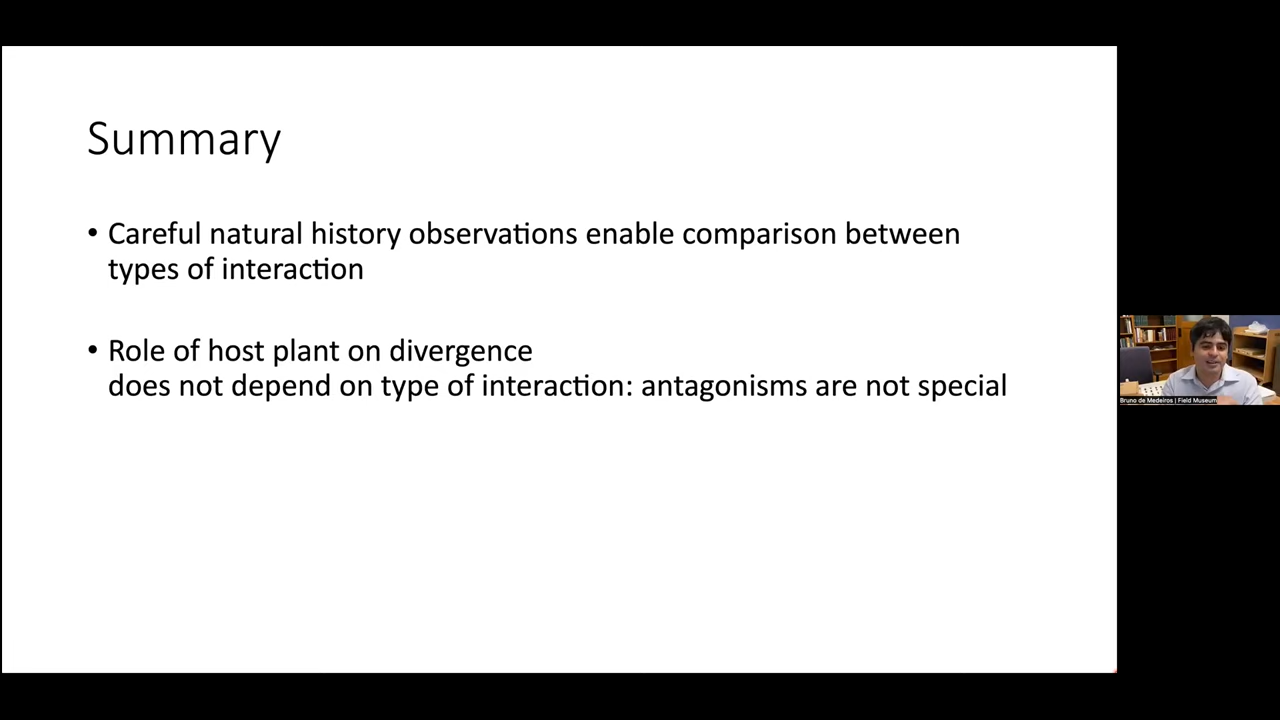 Summary
• Careful natural history observations enable comparison between
types of interaction
• Role of host plant on divergence
does not depend on type of interaction: antagonisms are not special
Bruno de Medeiros | Field Museum